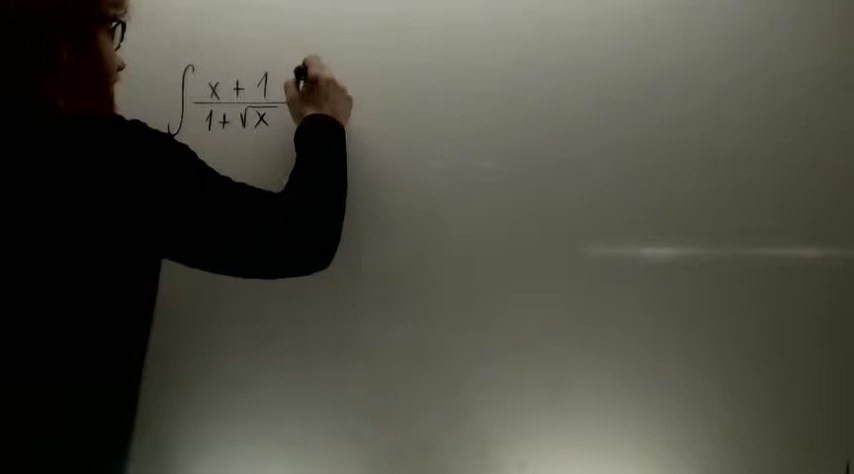 ∫ x + 1
1 + √x